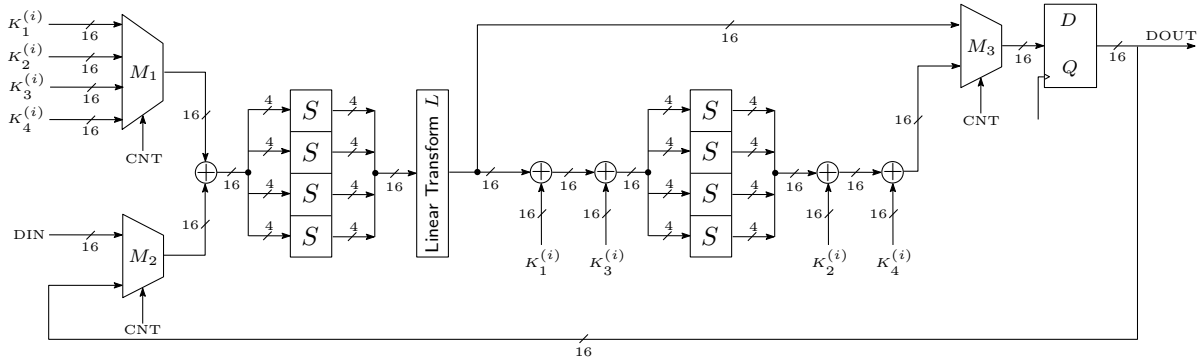 K_1^{(i)}
16
K_2^{(i)}
16
K_3^{(i)}
16
K_4^{(i)}
16
M_1
CNT
16
DIN
16
M_2
CNT
16
16
4 S 4
4 S 4
4 S 4
4 S 4
16
Linear Transform L
16
16
16
K_1^{(i)}
16
16
K_3^{(i)}
16
4 S 4
4 S 4
4 S 4
4 S 4
16
16
K_2^{(i)}
16
16
K_4^{(i)}
16
M_3
CNT
16
D
Q
16
DOUT
16